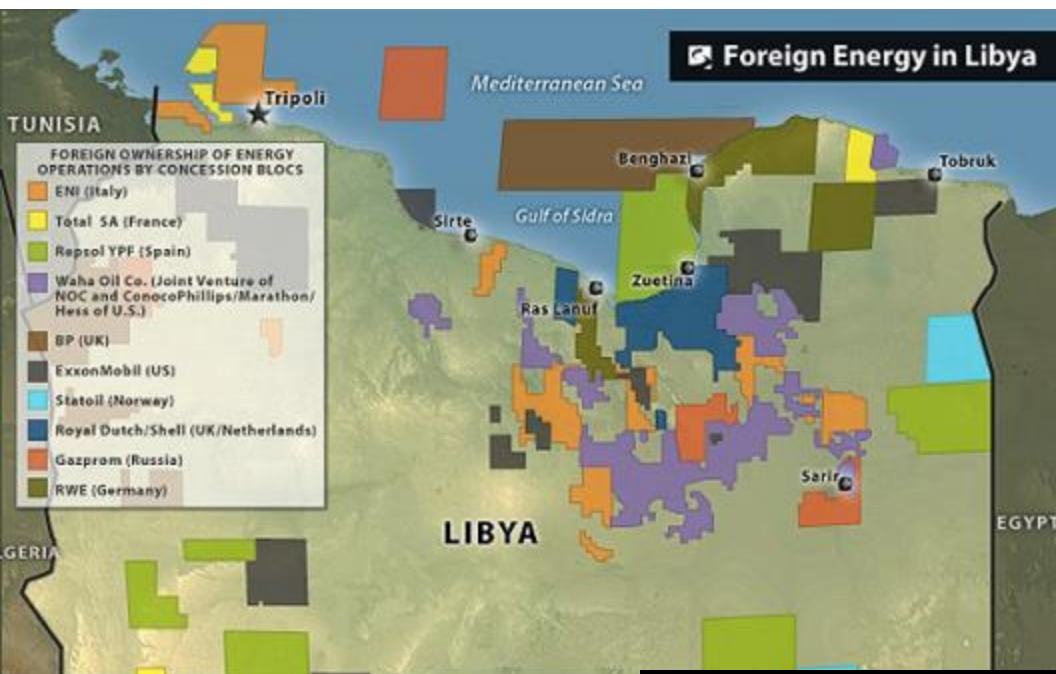 Foreign Energy in Libya
Mediterranean Sea
Tripoli
TUNISIA
Benghazi
Tobruk
FOREIGN OWNERSHIP OF ENERGY
OPERATIONS BY CONCESSION BLOCS
ENI (Italy)
Total SA (France)
Repsol YPF (Spain)
Waha Oil Co. (Joint Venture of
NOC and ConocoPhillips/Marathon/
Hess of U.S.)
BP (UK)
ExxonMobil (US)
Statoil (Norway)
Royal Dutch/Shell (UK/Netherlands)
Gazprom (Russia)
RWE (Germany)
Sirte
Gulf of Sidra
Zuetina
Ras Lanuf
Sarir
LIBYA
EGYPT
LGERIA